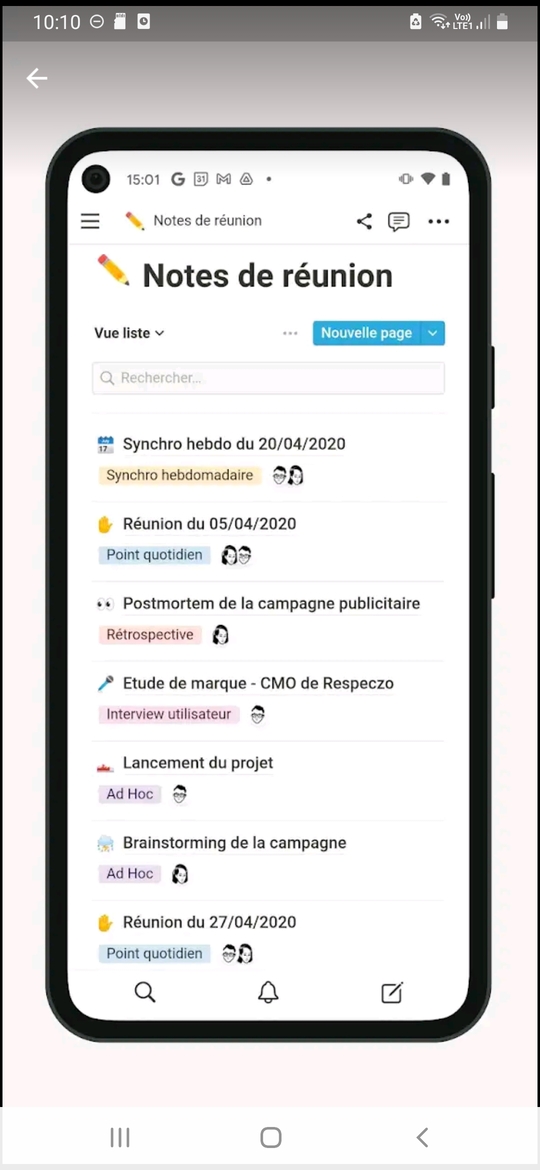 10:10
Vo))
LTE1
15:01
31
Notes de réunion
Notes de réunion
Vue liste
Nouvelle page
Rechercher...
17
Synchro hebdo du 20/04/2020
Synchro hebdomadaire
Réunion du 05/04/2020
Point quotidien
Postmortem de la campagne publicitaire
Rétrospective
Etude de marque - CMO de Respeczo
Interview utilisateur
Lancement du projet
Ad Hoc
Brainstorming de la campagne
Ad Hoc
Réunion du 27/04/2020
Point quotidien